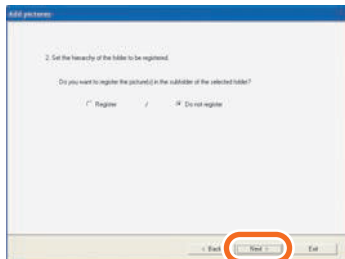 Add pictures
2. Set the hierarchy of the folder to be registered.
Do you want to register the picture(s) in the subfolder of the selected folder?
Register / Do not register
< Back Next > Exit